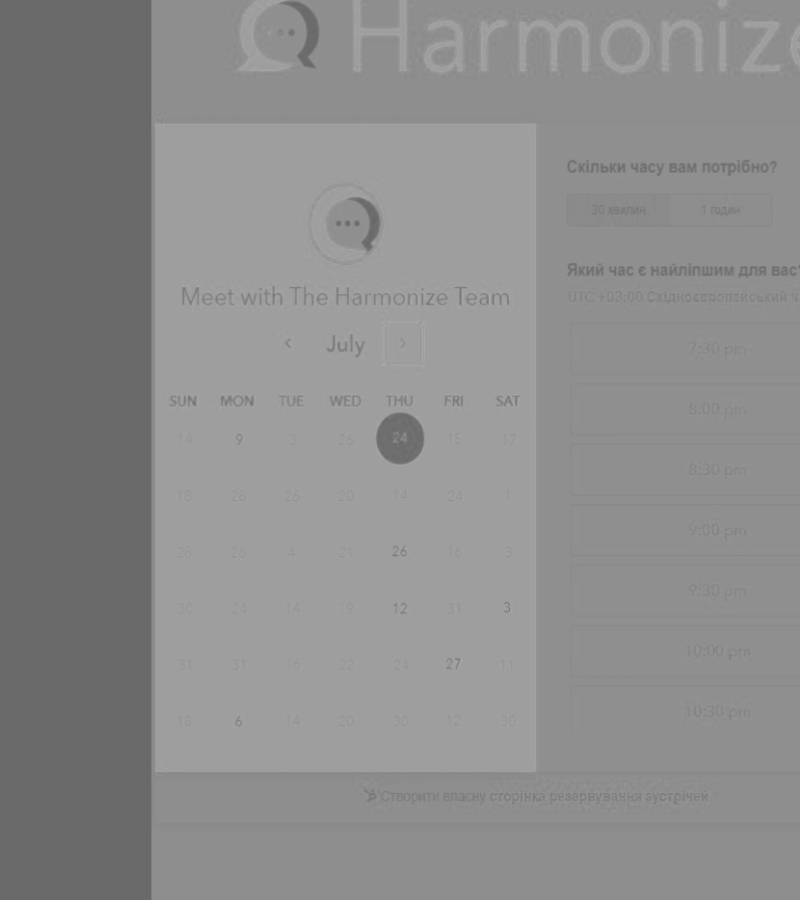 Harmonize
Meet with The Harmonize Team
July
SUN MON TUE WED THU FRI SAT
14 9 3 26 24 15 17
18 28 26 20 14 24 1
26 26 4 21 26 16 3
30 24 14 19 12 31 3
31 31 16 22 24 27 11
18 6 14 20 30 12 30
Скільки часу вам потрібно?
30 хвилин 1 годин
Який час є найліпшим для вас?
UTC +03:00 Східноєвропейський
7:30 pm
8:00 pm
8:30 pm
9:00 pm
9:30 pm
10:00 pm
10:30 pm
Створити власну сторінка резервування зустрічей